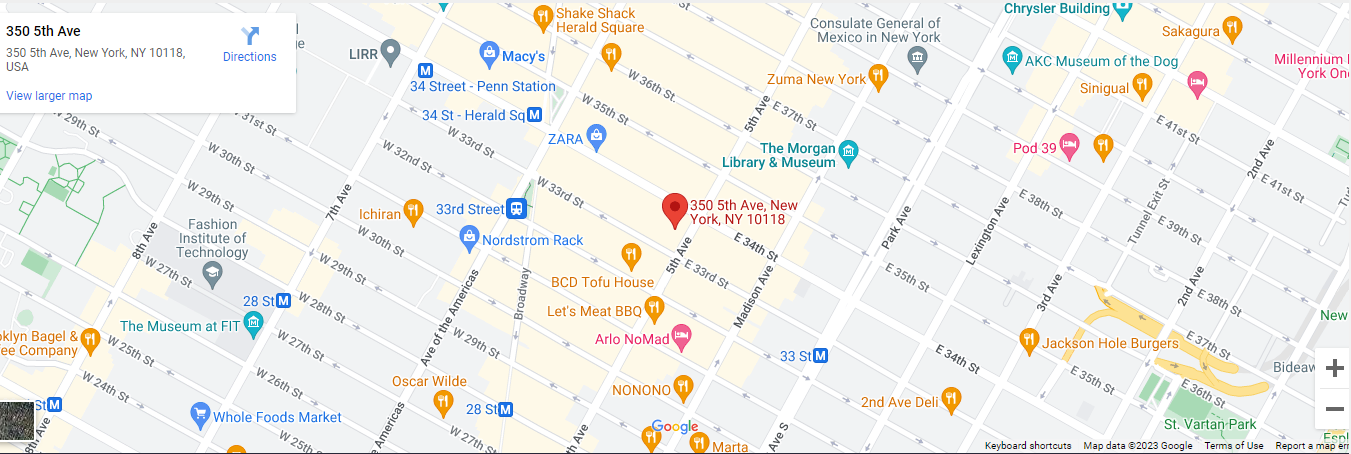 350 5th Ave
350 5th Ave, New York, NY 10118,
USA
Directions
View larger map
LIRR
Macy's
Shake Shack
Herald Square
Consulate General of
Mexico in New York
Chrysler Building
Sakagura
AKC Museum of the Dog
Millennium
York
Sinigual
Zuma New York
34 Street - Penn Station
34 St - Herald Sq
W 36th St
W 35th St
E 37th St
5th Ave
ZARA
The Morgan
Library & Museum
Pod 39
E 41st St
2nd Ave
E 41st St
W 29th St
31st St
W 30th St
W 32nd St
W 33rd St
W 29th St
7th Ave
W 33rd St
33rd Street
Ichiran
Nordstrom Rack
W 30th St
350 5th Ave, New
York, NY 10118
E 34th St
Park Ave
Lexington Ave
E 38th St
Tunnel Exit St
E 39th St
Fashion
Institute of
Technology
8th Ave
W 27th St
W 29th St
BCD Tofu House
5th Ave
E 33rd St
E 35th St
3rd Ave
2nd Ave
E 38th St
28 St
W 28th St
Broadway
Ave of the Americas
Let's Meat BBQ
Madison Ave
E 37th St
New
The Museum at FIT
W 27th St
Arlo NoMad
33 St
E 34th St
Jackson Hole Burgers
klyn Bagel &
ee Company
W 25th St
W 26th St
W 24th St
Oscar Wilde
NONONO
E 35th St
E 36th St
Bideaw
St
8th Ave
Whole Foods Market
28 St
5th Ave
2nd Ave Deli
St. Vartan Park
e Americas
Google
Marta
Ave S
Keyboard shortcuts
Map data ©2023 Google
Terms of Use
Report a map err